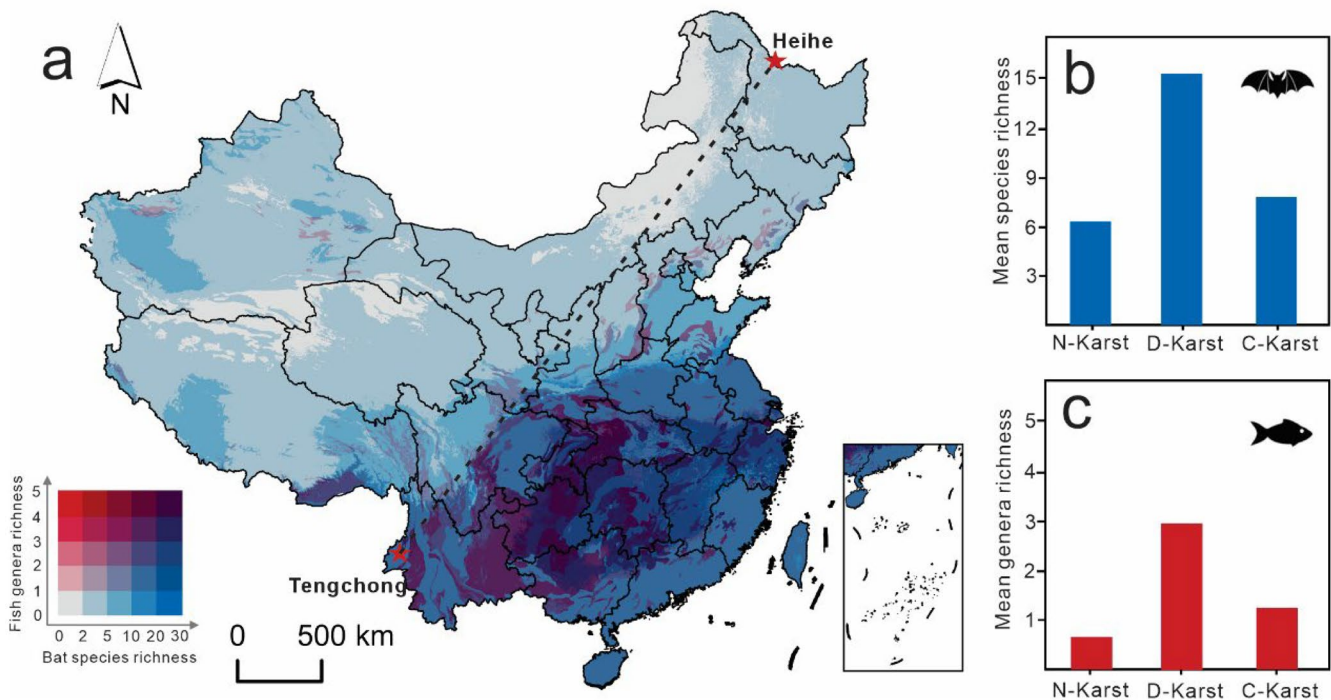 a
N
Heihe
Tengchong
0 500 km
Fish genera richness
5
4
3
2
1
0
0 2 5 10 20 30
Bat species richness
b
Mean species richness
15
12
9
6
3
N-Karst D-Karst C-Karst
c
Mean genera richness
5
4
3
2
1
N-Karst D-Karst C-Karst